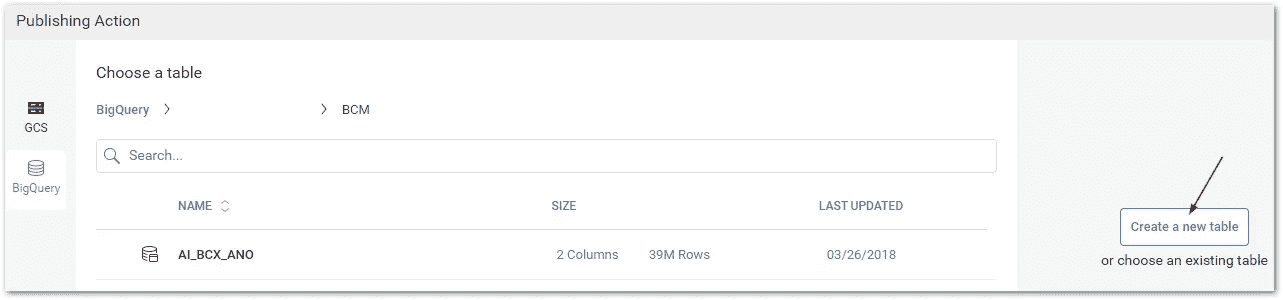 Publishing Action
GCS
BigQuery
Choose a table
BigQuery > > BCM
Search...
NAME SIZE LAST UPDATED
AI_BCX_ANO 2 Columns 39M Rows 03/26/2018
Create a new table
or choose an existing table